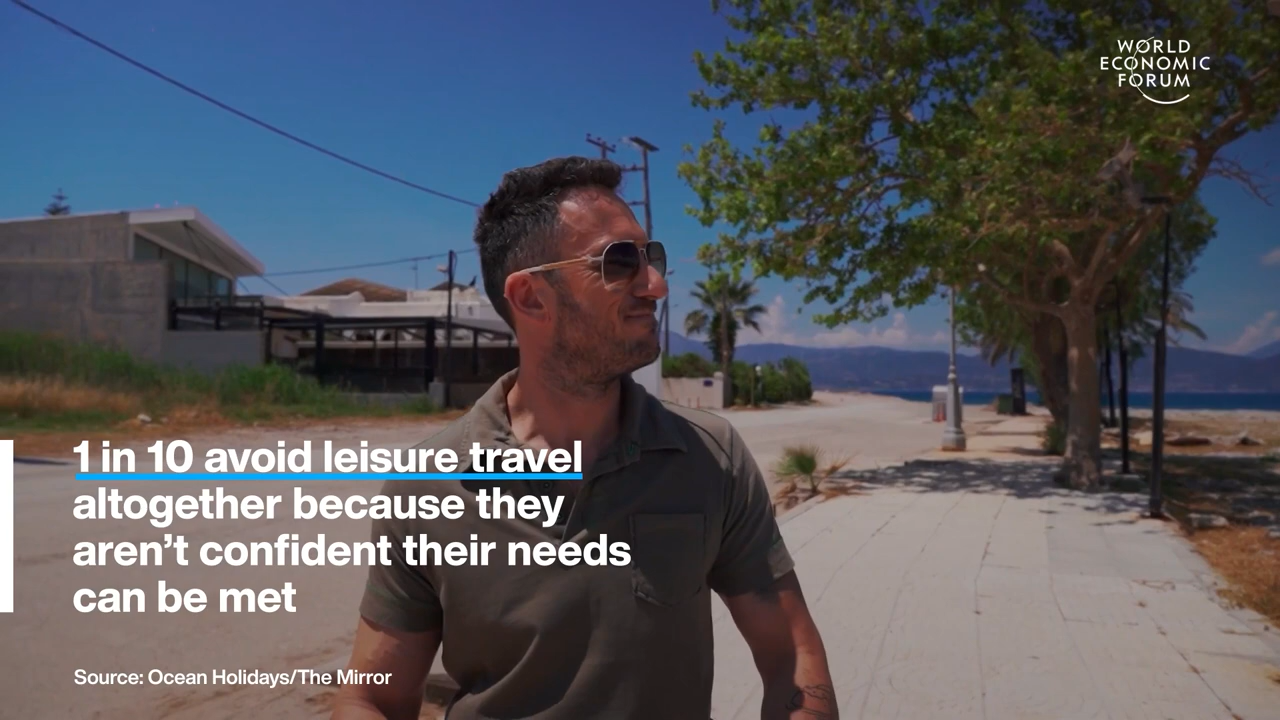 WORLD
ECONOMIC
FORUM
1 in 10 avoid leisure travel
altogether because they
aren’t confident their needs
can be met
Source: Ocean Holidays/The Mirror